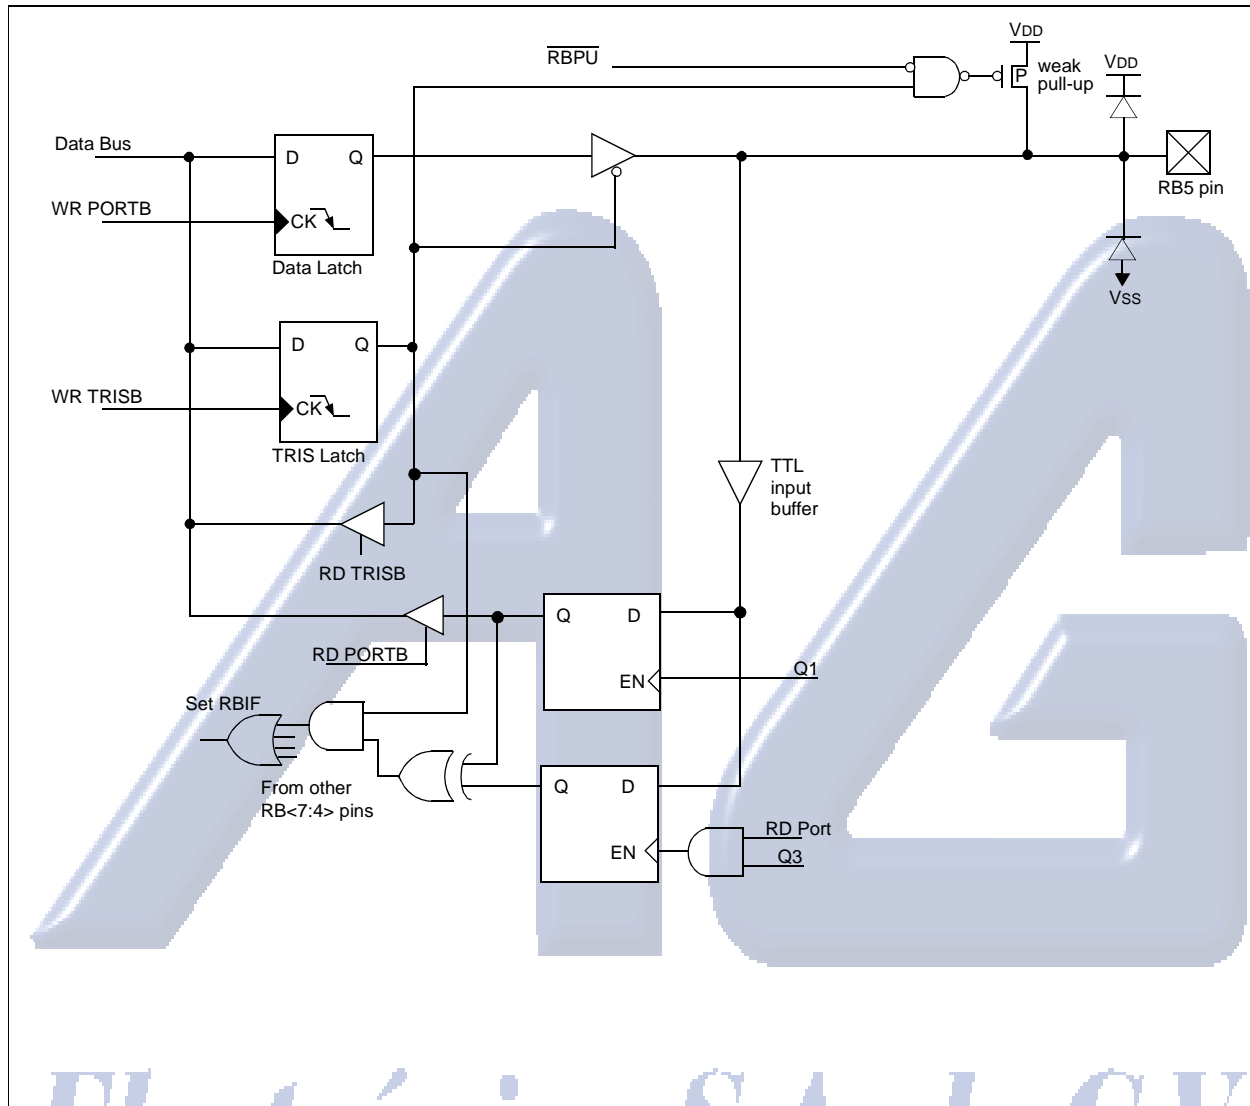 VDD
RBPU
weak
pull-up
P
VDD
Data Bus
D Q
WR PORTB
CK
Data Latch
RB5 pin
VSS
D Q
WR TRISB
CK
TRIS Latch
TTL
input
buffer
RD TRISB
Q D
RD PORTB
EN
Q1
Set RBIF
From other
RB<7:4> pins
Q D
RD Port
EN
Q3
AG